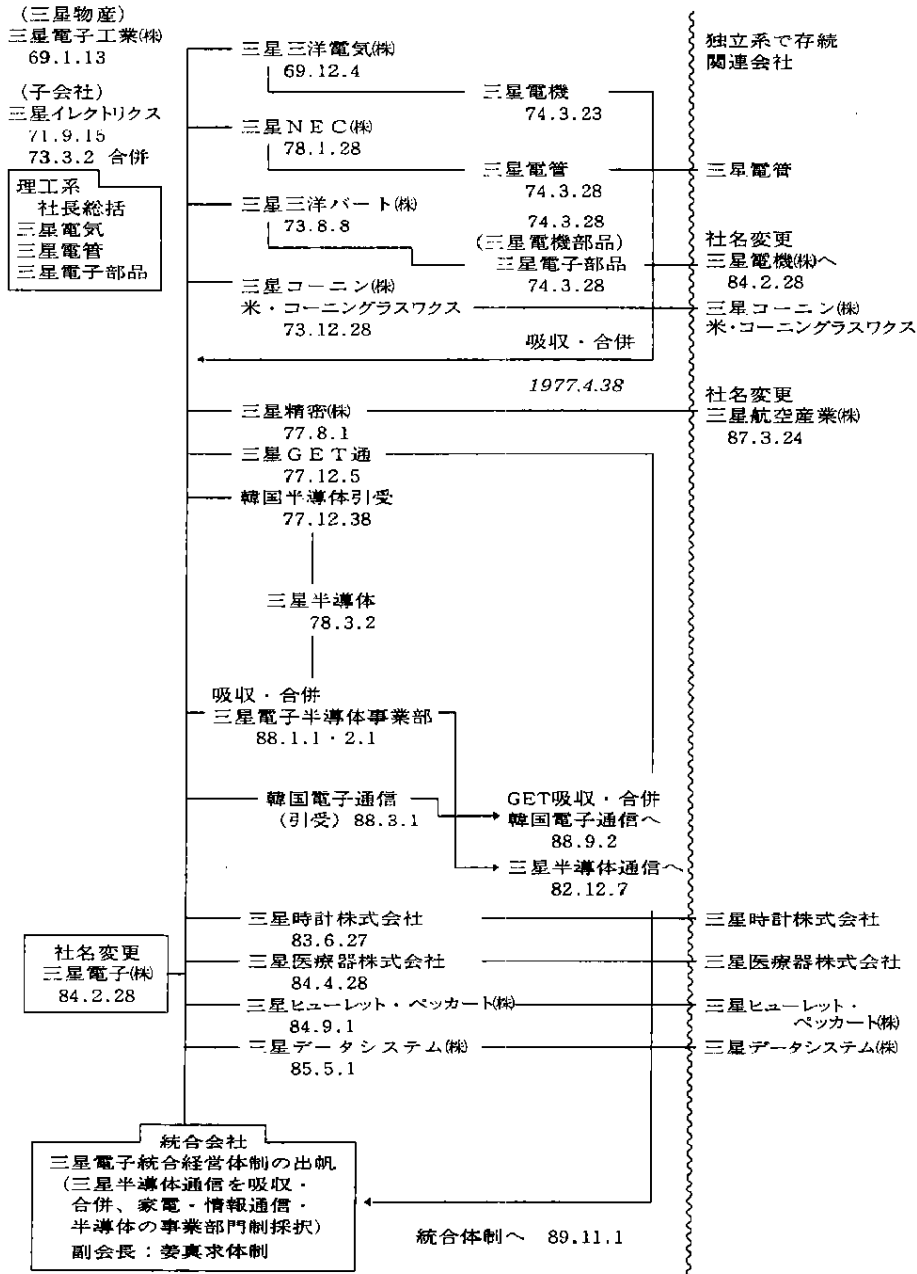 (三星物産)
三星電子工業(株)
69.1.13
(子会社)
三星イレクトリクス
71.9.15
73.3.2 合併
理工系
社長総括
三星電気
三星電管
三星電子部品
三星三洋電気(株)
69.12.4
三星電機
74.3.23
三星NEC(株)
78.1.28
三星電管
74.3.28
三星三洋バート(株)
73.8.8
74.3.28
(三星電機部品)
三星電子部品
74.3.28
三星コーニン(株)
米・コーニングラスワクス
73.12.28
吸収・合併
1977.4.38
三星精密(株)
77.8.1
三星GET通
77.12.5
韓国半導体引受
77.12.38
三星半導体
78.3.2
吸収・合併
三星電子半導体事業部
88.1.1・2.1
韓国電子通信
(引受) 88.3.1
GET吸収・合併
韓国電子通信へ
88.9.2
三星半導体通信へ
82.12.7
三星時計株式会社
83.6.27
社名変更
三星電子(株)
84.2.28
三星医療器株式会社
84.4.28
三星ヒューレット・ペッカート(株)
84.9.1
三星データシステム(株)
85.5.1
統合会社
三星電子統合経営体制の出帆
(三星半導体通信を吸収・
合併、家電・情報通信・
半導体の事業部門制採択)
副会長:姜真求体制
統合体制へ 89.11.1
独立系で存続
関連会社
三星電管
社名変更
三星電機(株)へ
84.2.28
三星コーニン(株)
米・コーニングラスワクス
社名変更
三星航空産業(株)
87.3.24
三星時計株式会社
三星医療器株式会社
三星ヒューレット・
ペッカート(株)
三星データシステム(株)